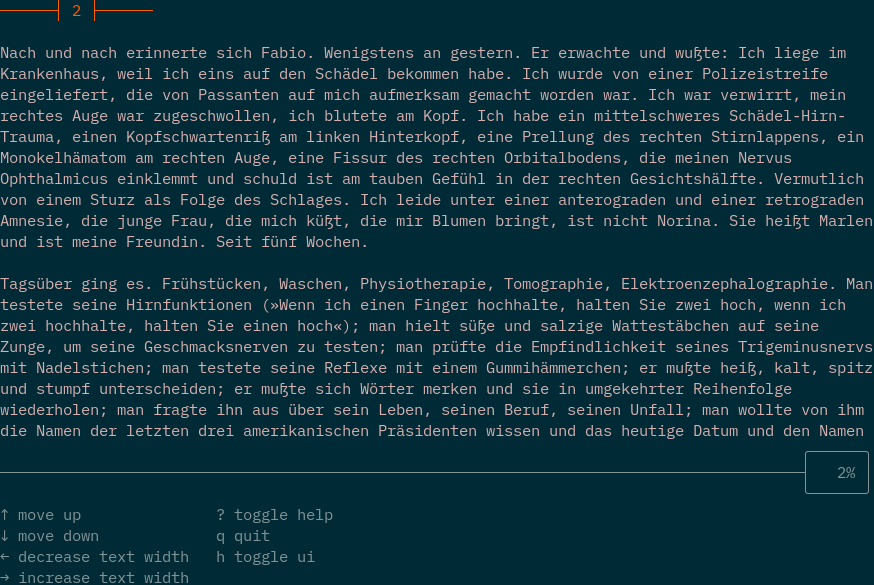 2
Nach und nach erinnerte sich Fabio. Wenigstens an gestern. Er erwachte und wußte: Ich liege im
Krankenhaus, weil ich eins auf den Schädel bekommen habe. Ich wurde von einer Polizeistreife
eingeliefert, die von Passanten auf mich aufmerksam gemacht worden war. Ich war verwirrt, mein
rechtes Auge war zugeschwollen, ich blutete am Kopf. Ich habe ein mittelschweres Schädel-Hirn-
Trauma, einen Kopfschwartenriß am linken Hinterkopf, eine Prellung des rechten Stirnlappens, ein
Monokelhämatom am rechten Auge, eine Fissur des rechten Orbitalbodens, die meinen Nervus
Ophthalmicus einklemmt und schuld ist am tauben Gefühl in der rechten Gesichtshälfte. Vermutlich
von einem Sturz als Folge des Schlages. Ich leide unter einer anterograden und einer retrograden
Amnesie, die junge Frau, die mich küßt, die mir Blumen bringt, ist nicht Norina. Sie heißt Marlen
und ist meine Freundin. Seit fünf Wochen.
Tagsüber ging es. Frühstücken, Waschen, Physiotherapie, Tomographie, Elektroenzephalographie. Man
testete seine Hirnfunktionen (»Wenn ich einen Finger hochhalte, halten Sie zwei hoch, wenn ich
zwei hochhalte, halten Sie einen hoch«); man hielt süße und salzige Wattestäbchen auf seine
Zunge, um seine Geschmacksnerven zu testen; man prüfte die Empfindlichkeit seines Trigeminusnervs
mit Nadelstichen; man testete seine Reflexe mit einem Gummihämmerchen; er mußte heiß, kalt, spitz
und stumpf unterscheiden; er mußte sich Wörter merken und sie in umgekehrter Reihenfolge
wiederholen; man fragte ihn aus über sein Leben, seinen Beruf, seinen Unfall; man wollte von ihm
die Namen der letzten drei amerikanischen Präsidenten wissen und das heutige Datum und den Namen
2%
↑ move up ? toggle help
↓ move down q quit
← decrease text width h toggle ui
→ increase text width